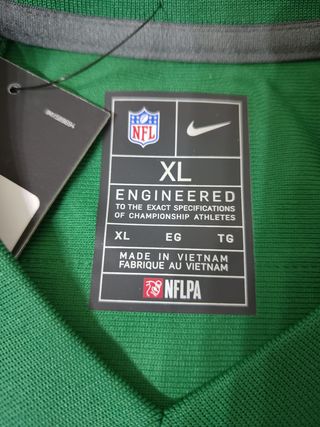 NFL
XL
ENGINEERED
TO THE EXACT SPECIFICATIONS
OF CHAMPIONSHIP ATHLETES
XL EG TG
MADE IN VIETNAM
FABRIQUE AU VIETNAM
NFLPA